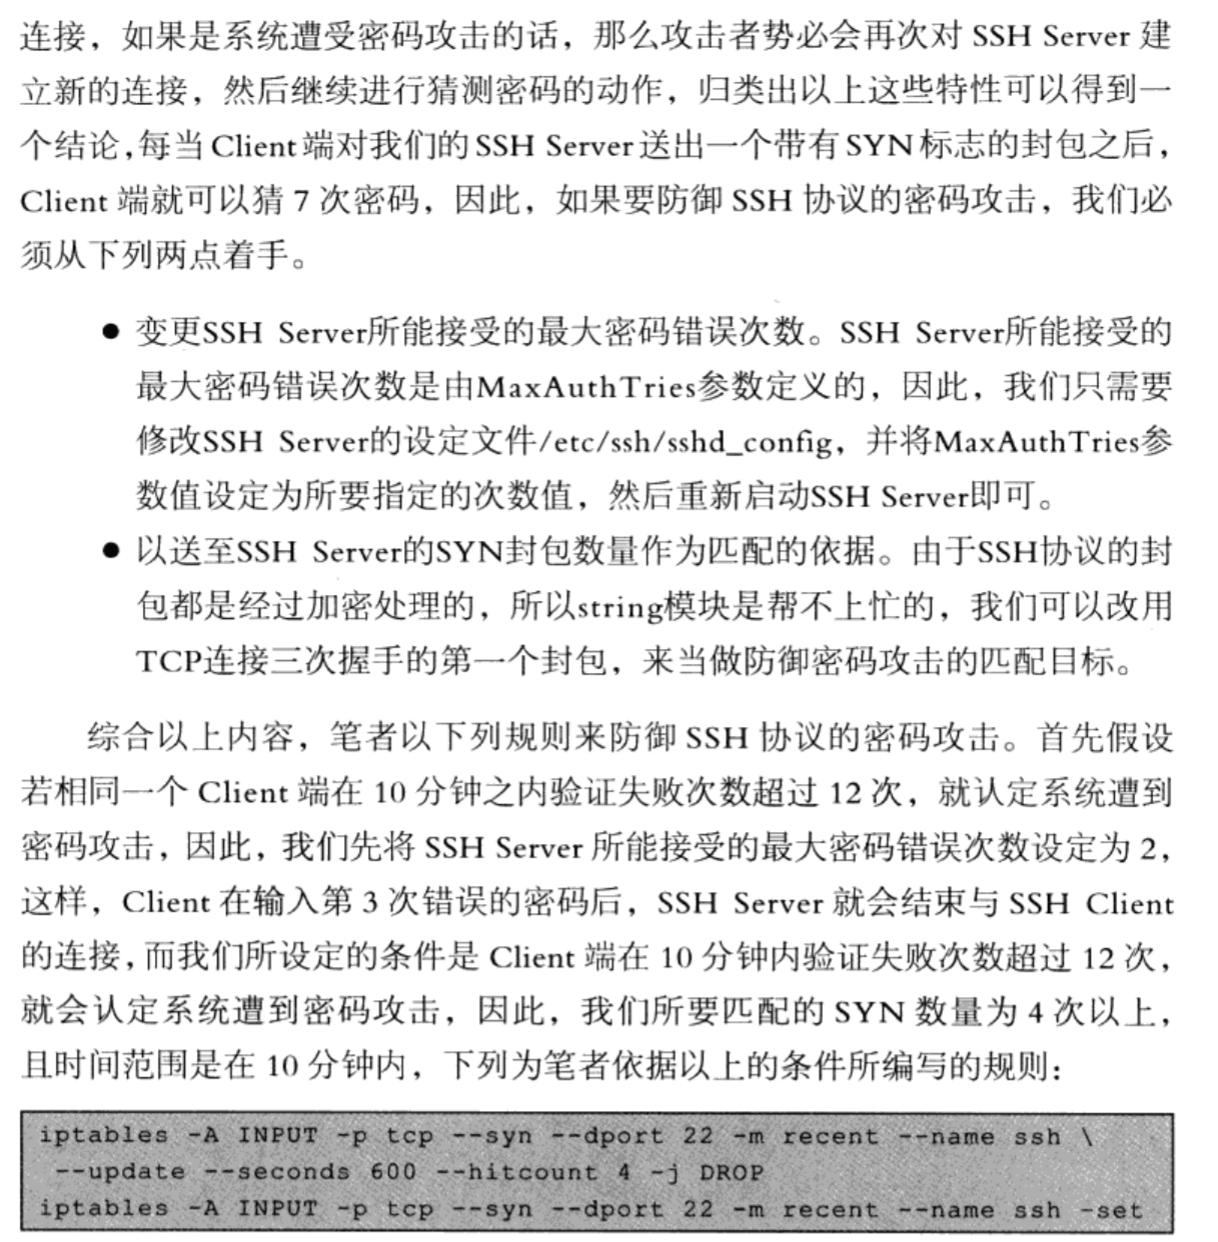 连接，如果是系统遭受密码攻击的话，那么攻击者势必会再次对 SSH Server 建
立新的连接，然后继续进行猜测密码的动作，归类出以上这些特性可以得到一
个结论，每当 Client 端对我们的 SSH Server 送出一个带有 SYN 标志的封包之后，
Client 端就可以猜 7 次密码，因此，如果要防御 SSH 协议的密码攻击，我们必
须从下列两点着手。
● 变更SSH Server所能接受的最大密码错误次数。SSH Server所能接受的
最大密码错误次数是由MaxAuthTries参数定义的，因此，我们只需要
修改SSH Server的设定文件/etc/ssh/sshd_config，并将MaxAuthTries参
数值设定为所要指定的次数值，然后重新启动SSH Server即可。
● 以送至SSH Server的SYN封包数量作为匹配的依据。由于SSH协议的封
包都是经过加密处理的，所以string模块是帮不上忙的，我们可以改用
TCP连接三次握手的第一个封包，来当做防御密码攻击的匹配目标。
综合以上内容，笔者以下列规则来防御 SSH 协议的密码攻击。首先假设
若相同一个 Client 端在 10 分钟之内验证失败次数超过 12 次，就认定系统遭到
密码攻击，因此，我们先将 SSH Server 所能接受的最大密码错误次数设定为 2，
这样，Client 在输入第 3 次错误的密码后，SSH Server 就会结束与 SSH Client
的连接，而我们所设定的条件是 Client 端在 10 分钟内验证失败次数超过 12 次，
就会认定系统遭到密码攻击，因此，我们所要匹配的 SYN 数量为 4 次以上，
且时间范围是在 10 分钟内，下列为笔者依据以上的条件所编写的规则：
iptables -A INPUT -p tcp --syn --dport 22 -m recent --name ssh \
--update --seconds 600 --hitcount 4 -j DROP
iptables -A INPUT -p tcp --syn --dport 22 -m recent --name ssh -set